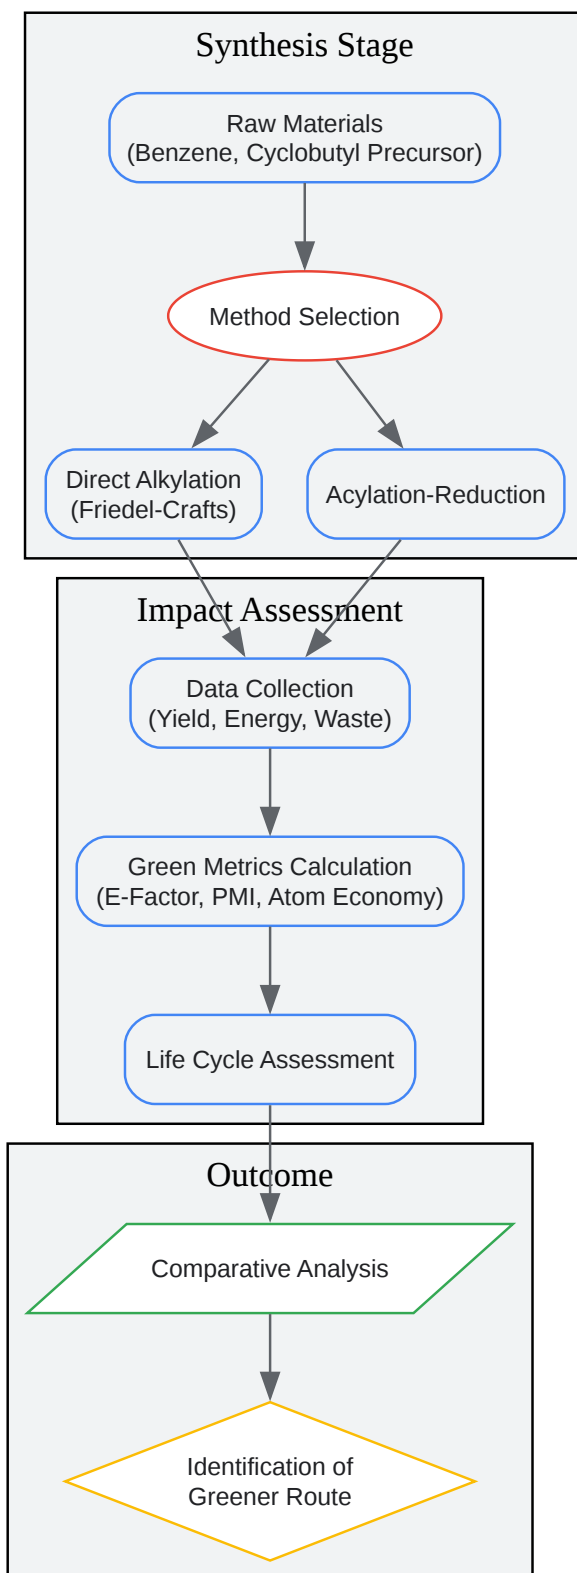 Synthesis Stage
Raw Materials
(Benzene, Cyclobutyl Precursor)
Method Selection
Direct Alkylation
(Friedel-Crafts)
Acylation-Reduction
Impact Assessment
Data Collection
(Yield, Energy, Waste)
Green Metrics Calculation
(E-Factor, PMI, Atom Economy)
Life Cycle Assessment
Outcome
Comparative Analysis
Identification of
Greener Route